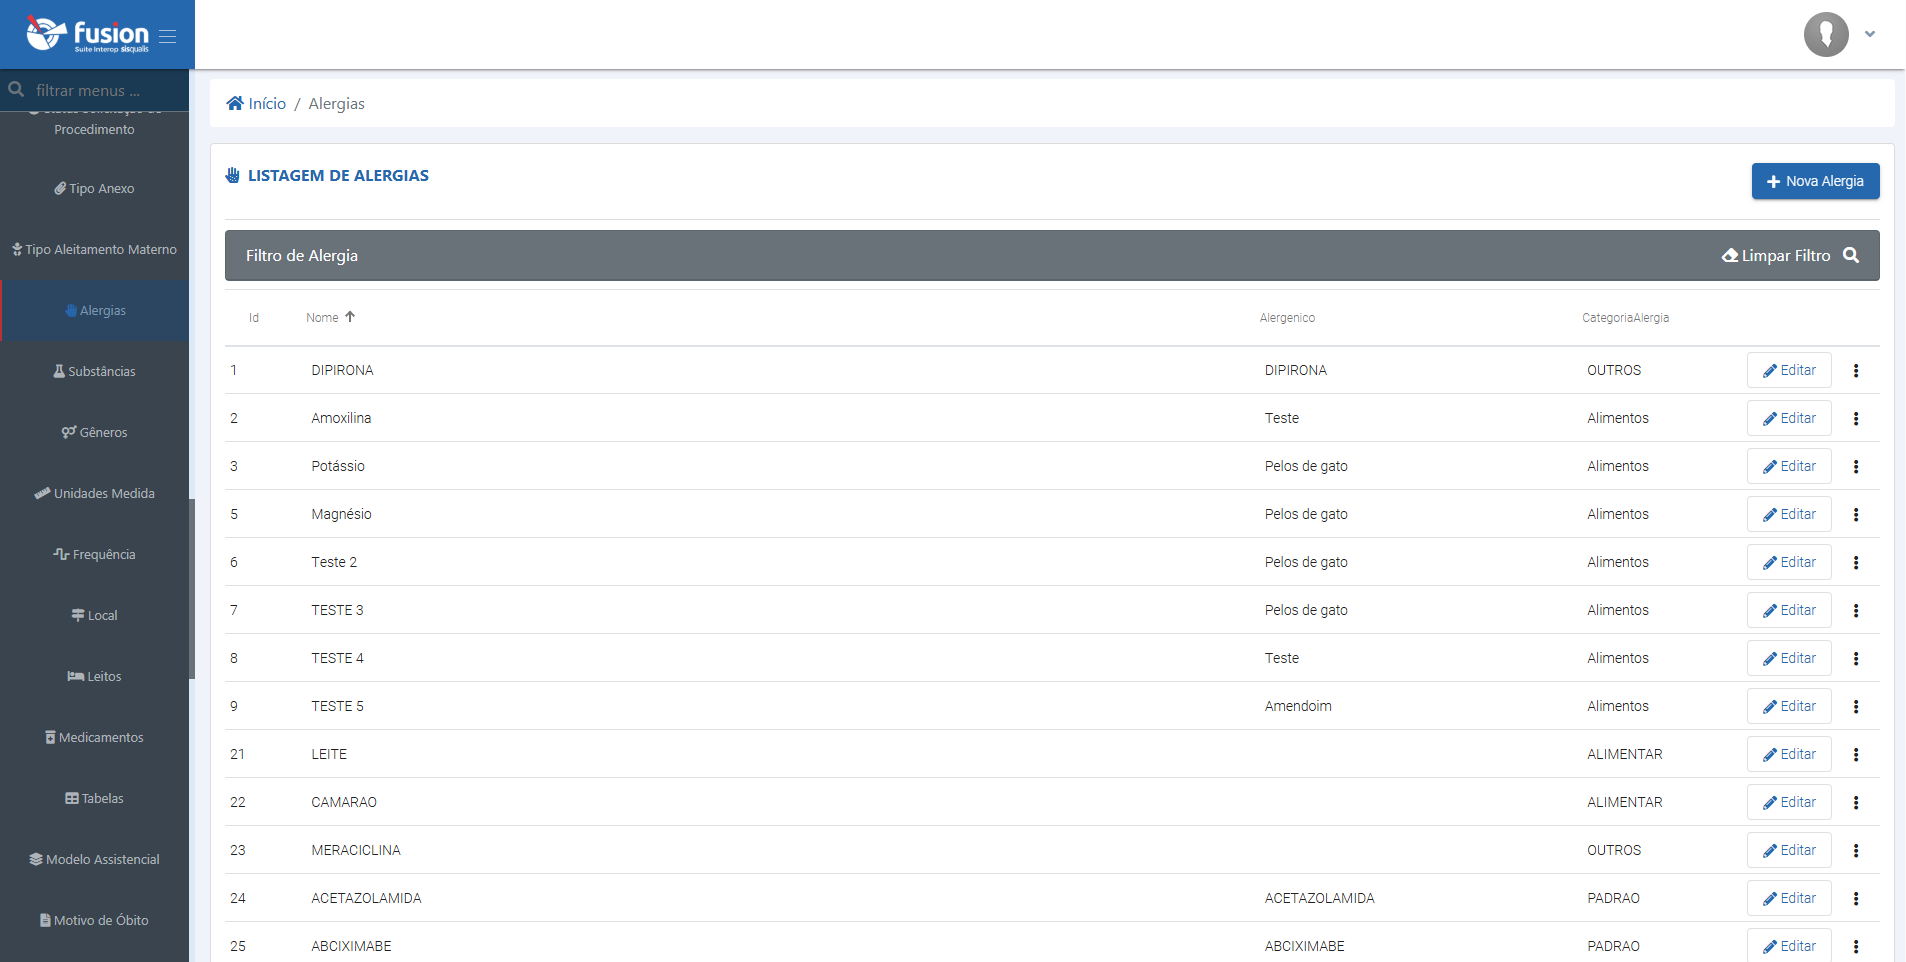 fusion
Suite Interop sisqualis
filtrar menus ...
Procedimento
Tipo Anexo
Tipo Aleitamento Materno
Alergias
Substâncias
Gêneros
Unidades Medida
Frequência
Local
Leitos
Medicamentos
Tabelas
Modelo Assistencial
Motivo de Óbito
Início / Alergias
LISTAGEM DE ALERGIAS
+ Nova Alergia
Filtro de Alergia Limpar Filtro
Id Nome Alergenico CategoriaAlergia
1 DIPIRONA DIPIRONA OUTROS Editar
2 Amoxilina Teste Alimentos Editar
3 Potássio Pelos de gato Alimentos Editar
5 Magnésio Pelos de gato Alimentos Editar
6 Teste 2 Pelos de gato Alimentos Editar
7 TESTE 3 Pelos de gato Alimentos Editar
8 TESTE 4 Teste Alimentos Editar
9 TESTE 5 Amendoim Alimentos Editar
21 LEITE ALIMENTAR Editar
22 CAMARAO ALIMENTAR Editar
23 MERACICLINA OUTROS Editar
24 ACETAZOLAMIDA ACETAZOLAMIDA PADRAO Editar
25 ABCIXIMABE ABCIXIMABE PADRAO Editar